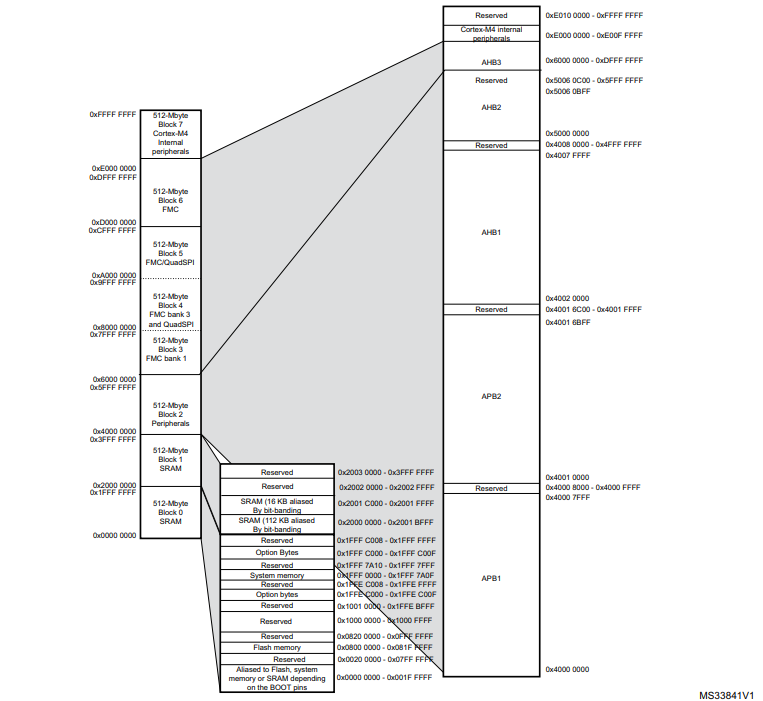 0xFFFF FFFF
512-Mbyte
Block 7
Cortex-M4
Internal
peripherals
0xE000 0000
0xDFFF FFFF
512-Mbyte
Block 6
FMC
0xD000 0000
0xCFFF FFFF
512-Mbyte
Block 5
FMC/QuadSPI
0xA000 0000
0x9FFF FFFF
512-Mbyte
Block 4
FMC bank 3
and QuadSPI
0x8000 0000
0x7FFF FFFF
512-Mbyte
Block 3
FMC bank 1
0x6000 0000
0x5FFF FFFF
512-Mbyte
Block 2
Peripherals
0x4000 0000
0x3FFF FFFF
512-Mbyte
Block 1
SRAM
0x2000 0000
0x1FFF FFFF
512-Mbyte
Block 0
SRAM
0x0000 0000
Reserved 0x2003 0000 - 0x3FFF FFFF
Reserved 0x2002 0000 - 0x2002 FFFF
SRAM (16 KB aliased
By bit-banding
0x2001 C000 - 0x2001 FFFF
SRAM (112 KB aliased
By bit-banding
0x2000 0000 - 0x2001 BFFF
Reserved 0x1FFF C008 - 0x1FFF FFFF
Option Bytes 0x1FFF C000 - 0x1FFF C00F
Reserved 0x1FFF 7A10 - 0x1FFF 7FFF
System memory 0x1FFF 0000 - 0x1FFF 7A0F
Reserved 0x1FFE C008 - 0x1FFE FFFF
Option bytes 0x1FFE C000 - 0x1FFE C00F
Reserved 0x1001 0000 - 0x1FFE BFFF
Reserved 0x1000 0000 - 0x1000 FFFF
Reserved 0x0820 0000 - 0x0FFF FFFF
Flash memory 0x0800 0000 - 0x081F FFFF
Reserved 0x0020 0000 - 0x07FF FFFF
Aliased to Flash, system
memory or SRAM depending
on the BOOT pins
0x0000 0000 - 0x001F FFFF
Reserved 0xE010 0000 - 0xFFFF FFFF
Cortex-M4 internal
peripherals
0xE000 0000 - 0xE00F FFFF
AHB3 0x6000 0000 - 0xDFFF FFFF
Reserved 0x5006 0C00 - 0x5FFF FFFF
0x5006 0BFF
AHB2
0x5000 0000
Reserved 0x4008 0000 - 0x4FFF FFFF
0x4007 FFFF
AHB1
0x4002 0000
Reserved 0x4001 6C00 - 0x4001 FFFF
0x4001 6BFF
APB2
0x4001 0000
Reserved 0x4000 8000 - 0x4000 FFFF
0x4000 7FFF
APB1
0x4000 0000
MS33841V1